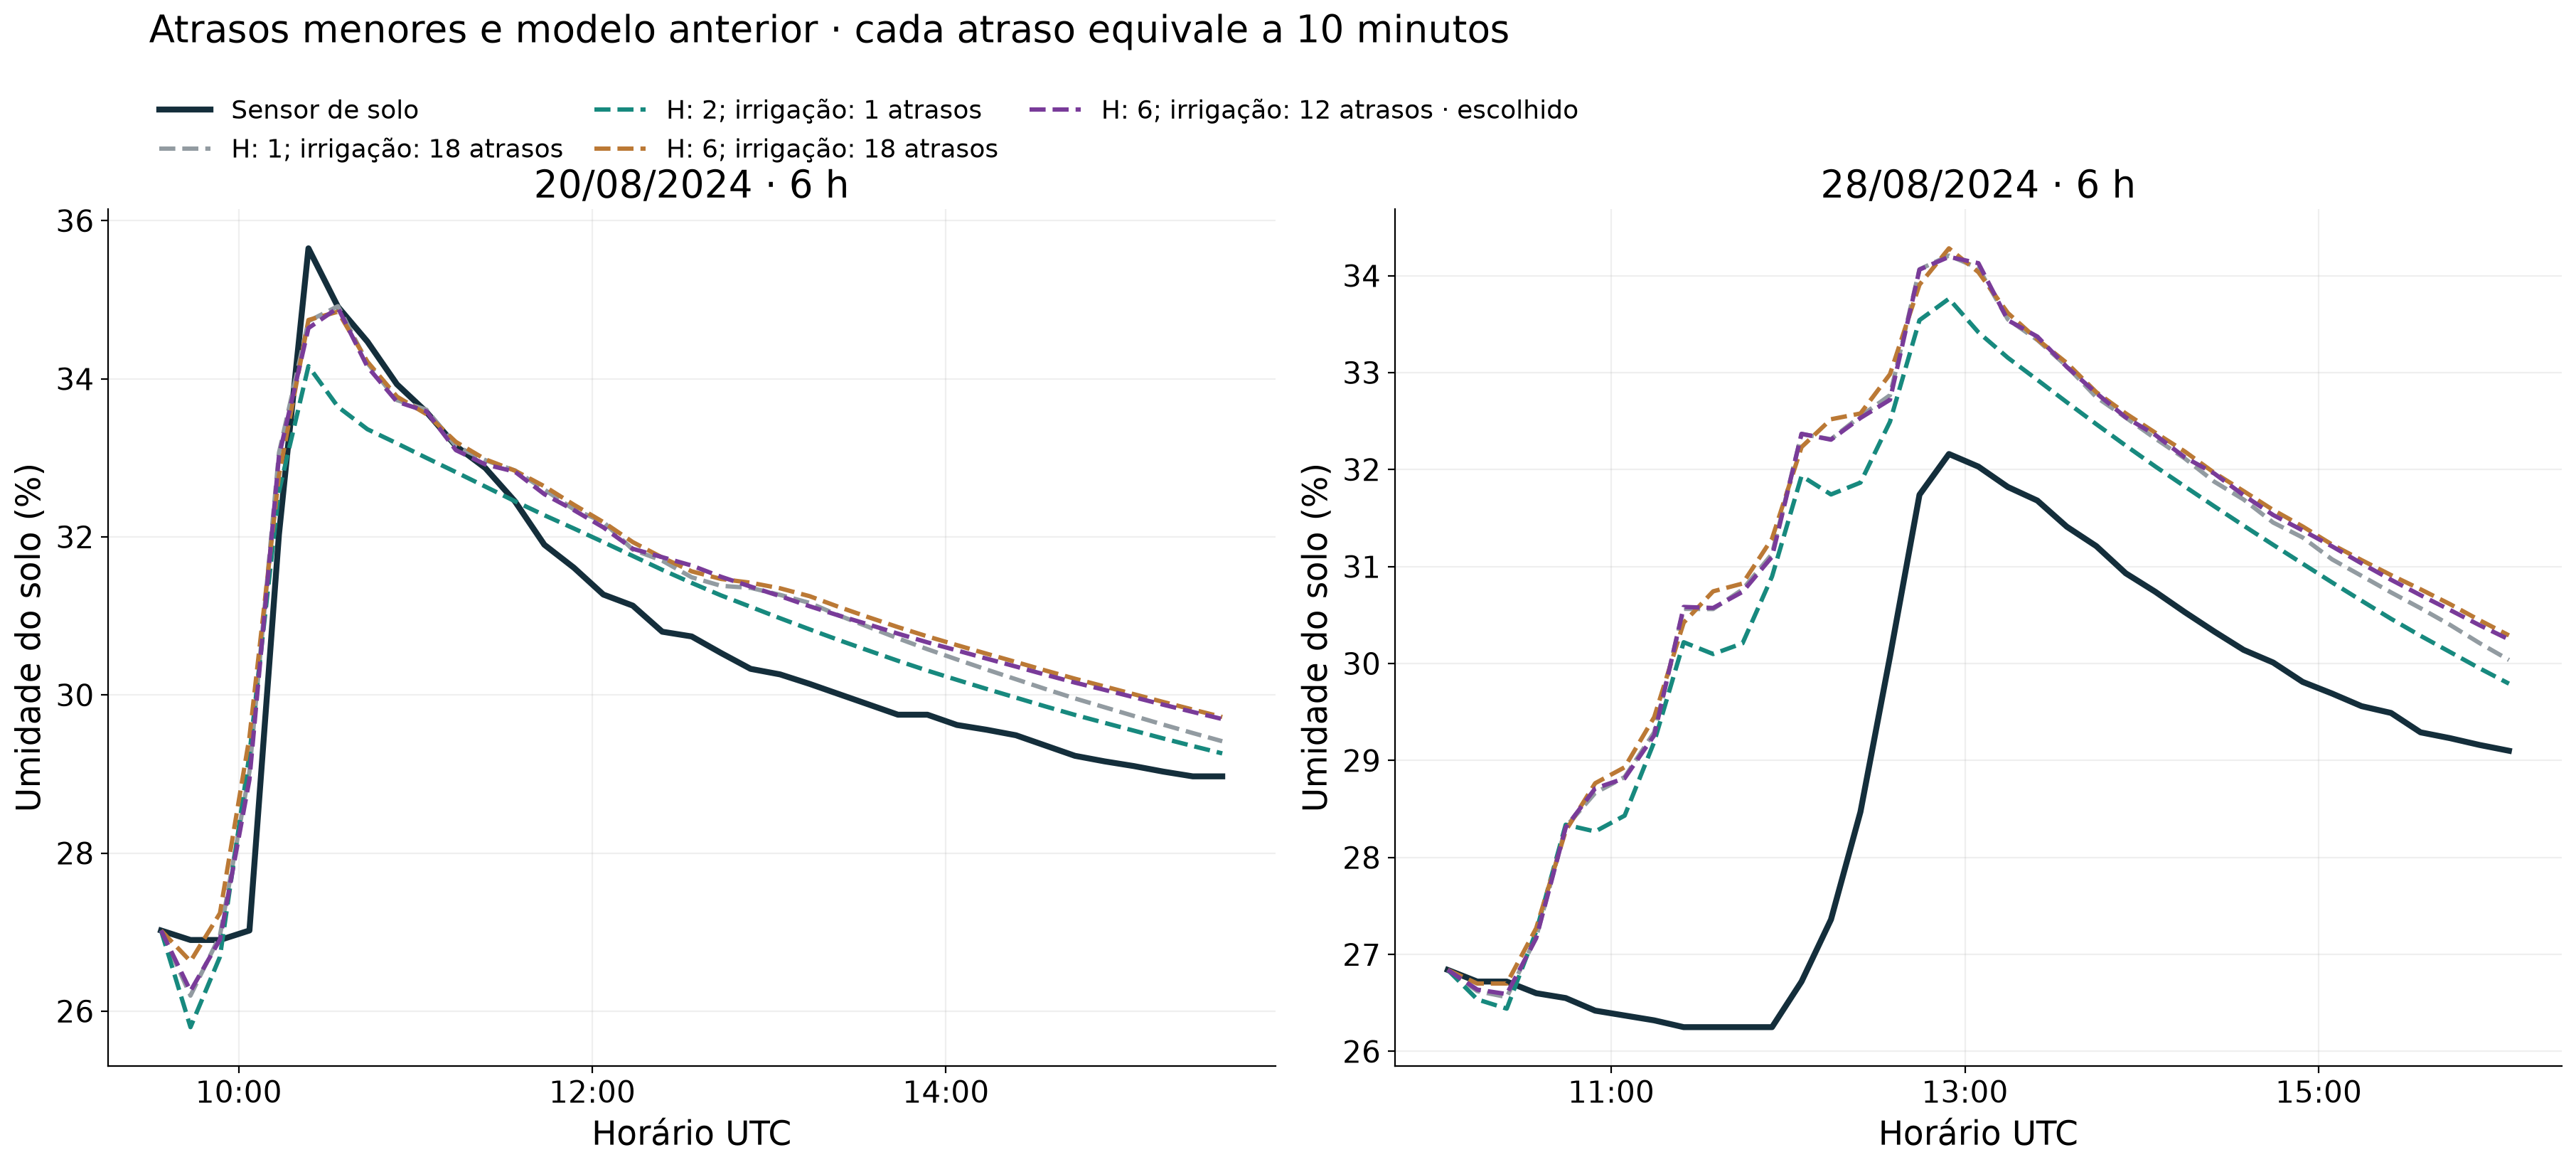 Atrasos menores e modelo anterior · cada atraso equivale a 10 minutos
Sensor de solo
H: 1; irrigação: 18 atrasos
H: 2; irrigação: 1 atrasos
H: 6; irrigação: 18 atrasos
H: 6; irrigação: 12 atrasos · escolhido
20/08/2024 · 6 h
Umidade do solo (%)
36
34
32
30
28
26
10:00 12:00 14:00
Horário UTC
28/08/2024 · 6 h
Umidade do solo (%)
34
33
32
31
30
29
28
27
26
11:00 13:00 15:00
Horário UTC